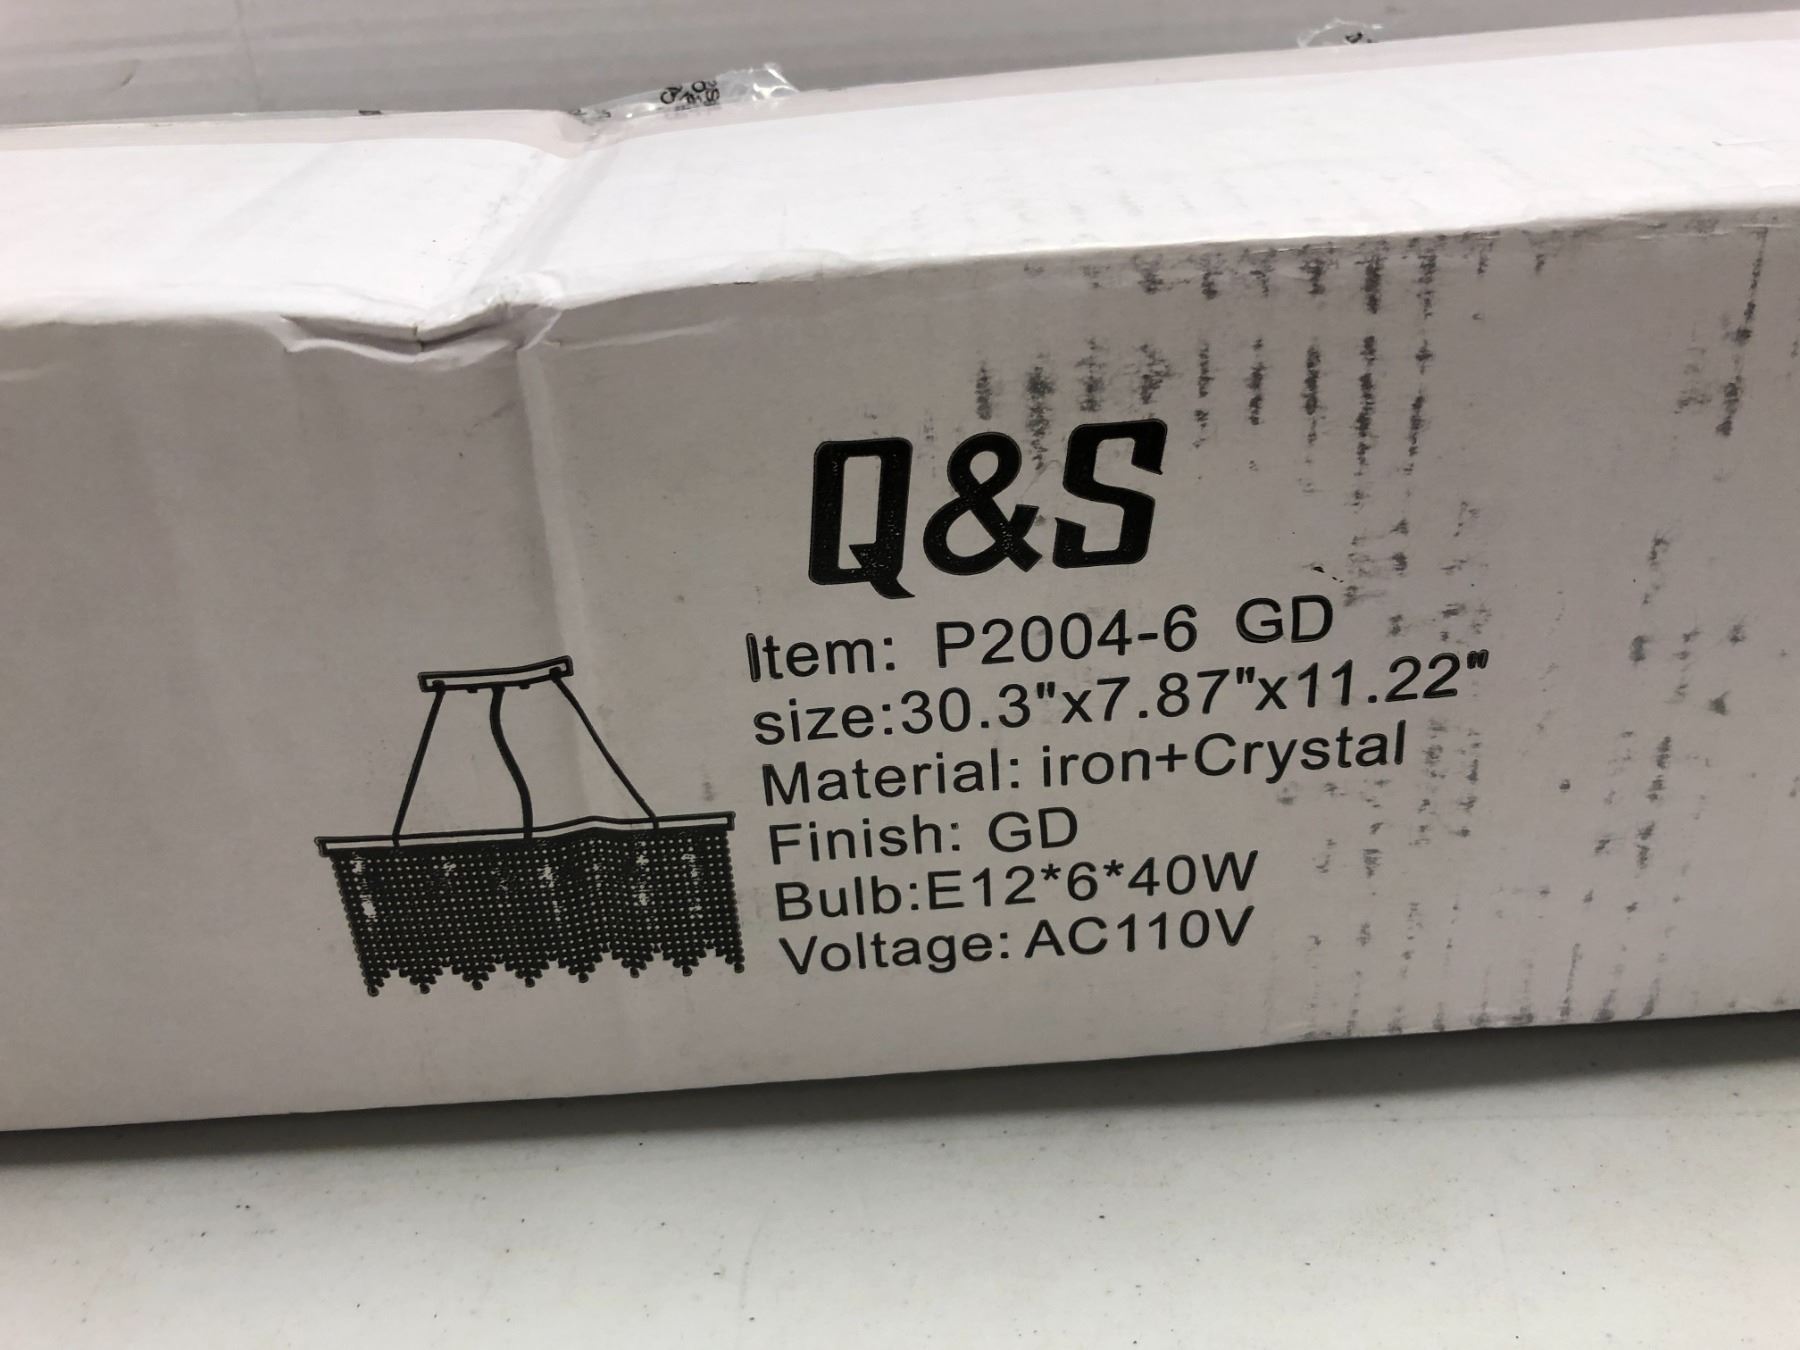 Q&S
Item: P2004-6 GD
size:30.3"x7.87"x11.22"
Material: iron+Crystal
Finish: GD
Bulb:E12*6*40W
Voltage: AC110V